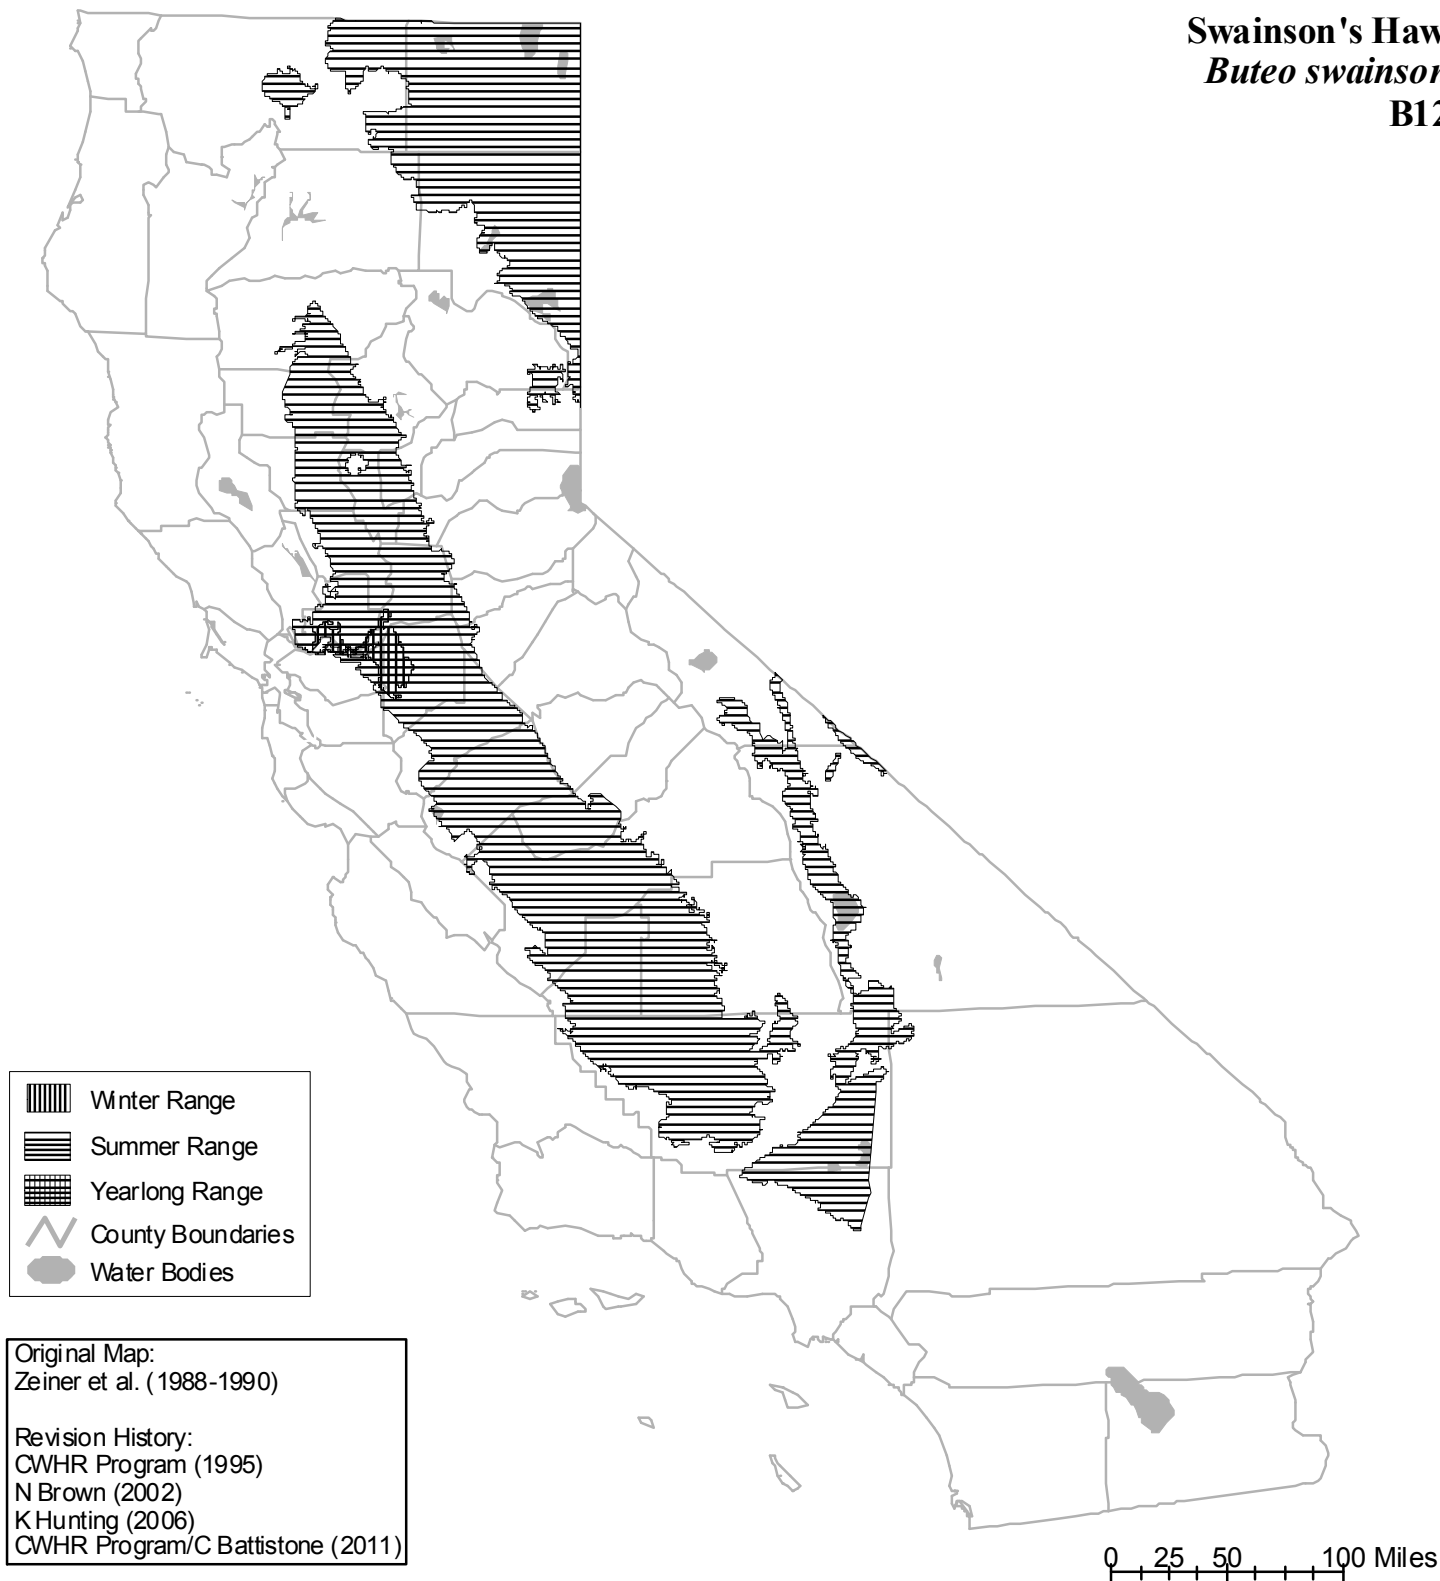 Swainson's Haw
Buteo swainson
B12
Winter Range
Summer Range
Yearlong Range
County Boundaries
Water Bodies
Original Map:
Zeiner et al. (1988-1990)
Revision History:
CWHR Program (1995)
N Brown (2002)
K Hunting (2006)
CWHR Program/C Battistone (2011)
0 25 50 100 Miles